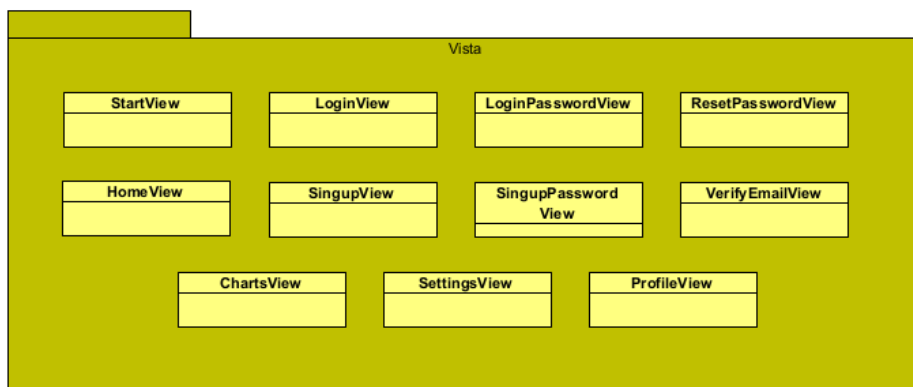 Vista
StartView
LoginView
LoginPasswordView
ResetPasswordView
HomeView
SingupView
SingupPassword
View
VerifyEmailView
ChartsView
SettingsView
ProfileView